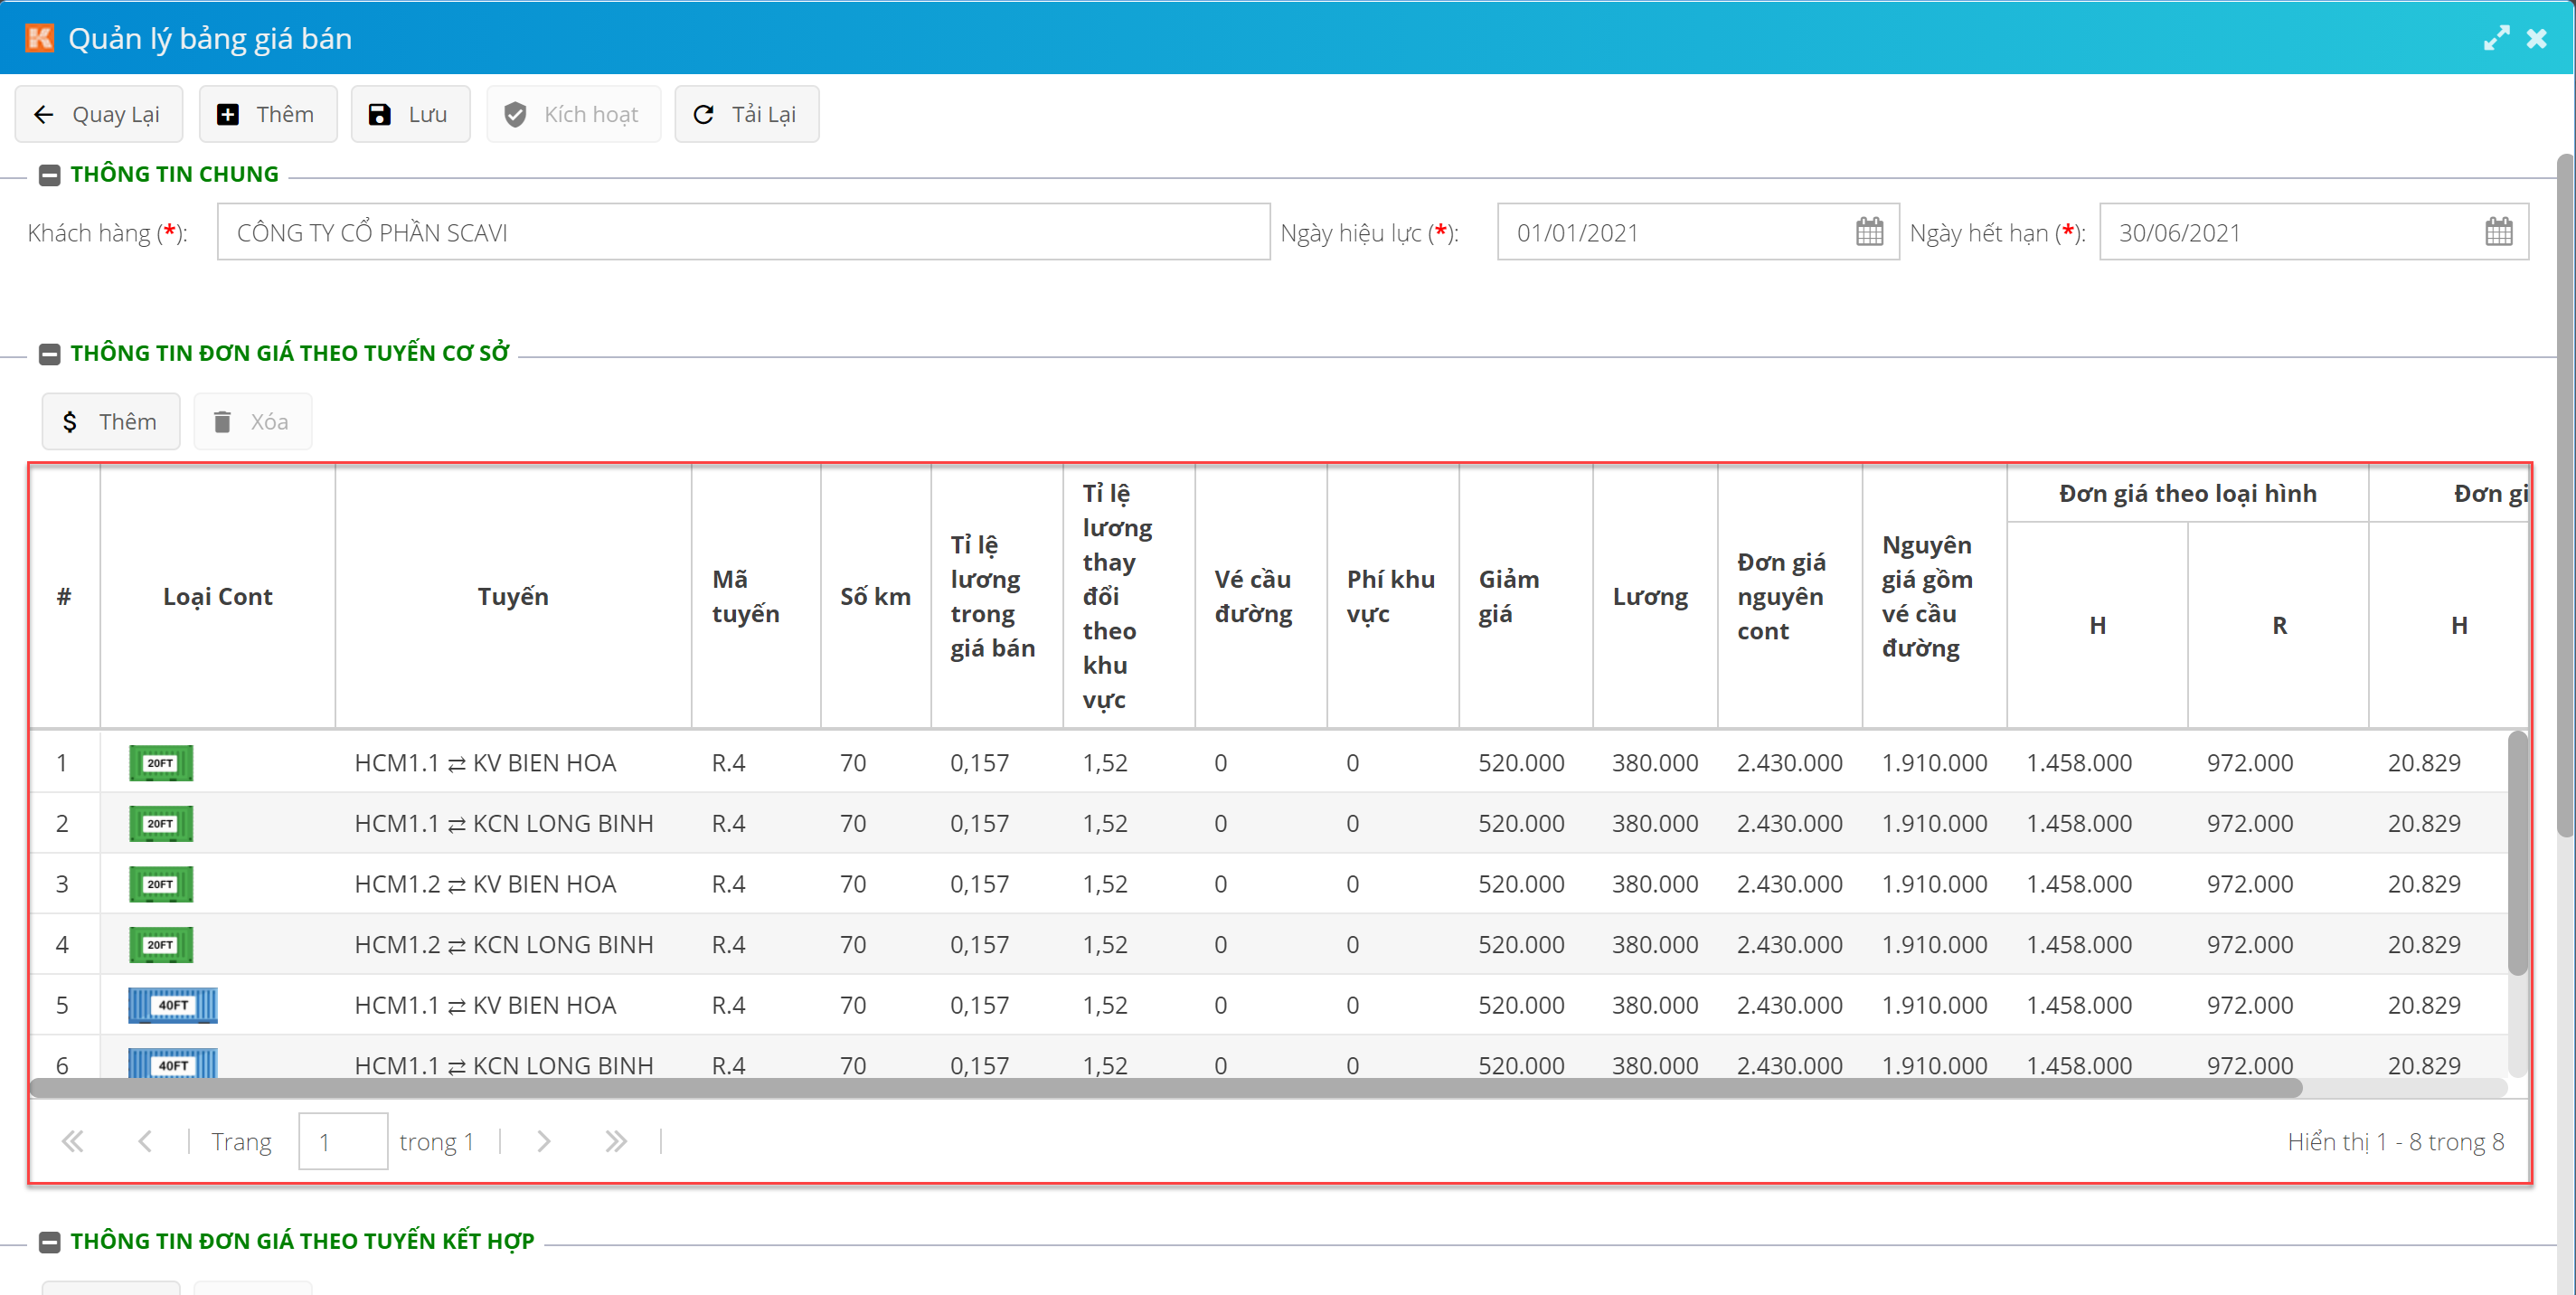 K Quản lý bảng giá bán
Quay Lại Thêm Lưu Kích hoạt Tải Lại
THÔNG TIN CHUNG
Khách hàng (*): CÔNG TY CỔ PHẦN SCAVI Ngày hiệu lực (*): 01/01/2021 Ngày hết hạn (*): 30/06/2021
THÔNG TIN ĐƠN GIÁ THEO TUYẾN CƠ SỞ
$ Thêm Xóa
#
Loại Cont
Tuyến
Mã
tuyến
Số km
Tỉ lệ
lương
trong
giá bán
Tỉ lệ
lương
thay
đổi
theo
khu
vực
Vé cầu
đường
Phí khu
vực
Giảm
giá
Lương
Đơn giá
nguyên
cont
Nguyên
giá gồm
vé cầu
đường
Đơn giá theo loại hình
H R
Đơn gi
H
1 20FT HCM1.1 ⇄ KV BIEN HOA R.4 70 0,157 1,52 0 0 520.000 380.000 2.430.000 1.910.000 1.458.000 972.000 20.829
2 20FT HCM1.1 ⇄ KCN LONG BINH R.4 70 0,157 1,52 0 0 520.000 380.000 2.430.000 1.910.000 1.458.000 972.000 20.829
3 20FT HCM1.2 ⇄ KV BIEN HOA R.4 70 0,157 1,52 0 0 520.000 380.000 2.430.000 1.910.000 1.458.000 972.000 20.829
4 20FT HCM1.2 ⇄ KCN LONG BINH R.4 70 0,157 1,52 0 0 520.000 380.000 2.430.000 1.910.000 1.458.000 972.000 20.829
5 40FT HCM1.1 ⇄ KV BIEN HOA R.4 70 0,157 1,52 0 0 520.000 380.000 2.430.000 1.910.000 1.458.000 972.000 20.829
6 40FT HCM1.1 ⇄ KCN LONG BINH R.4 70 0,157 1,52 0 0 520.000 380.000 2.430.000 1.910.000 1.458.000 972.000 20.829
Trang 1 trong 1 Hiển thị 1 - 8 trong 8
THÔNG TIN ĐƠN GIÁ THEO TUYẾN KẾT HỢP